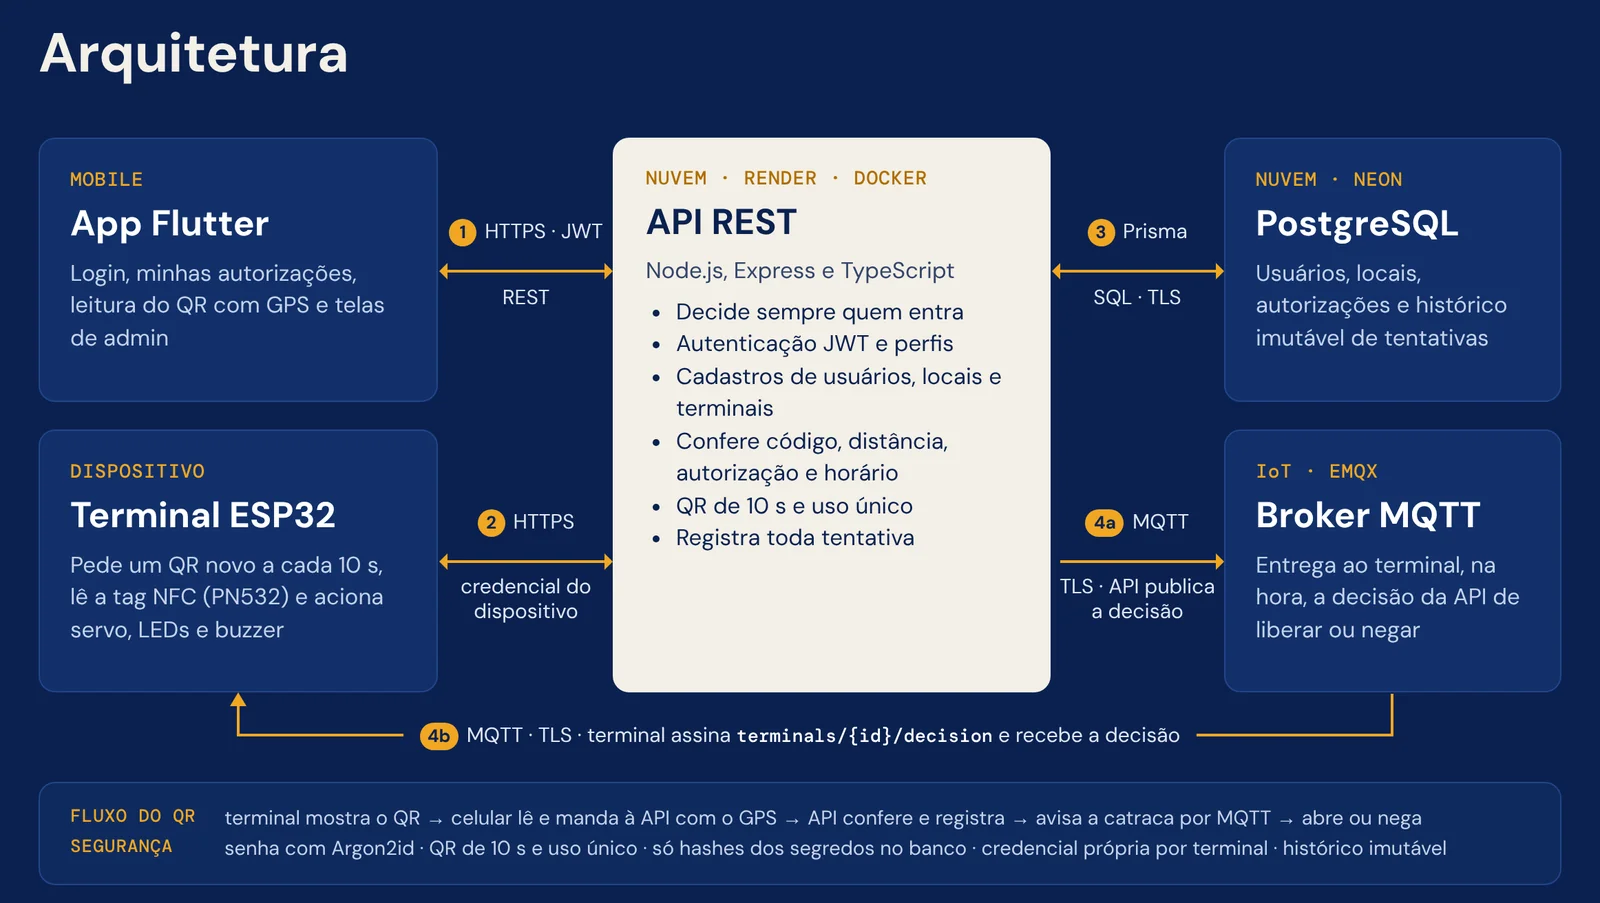 Arquitetura
MOBILE
App Flutter
Login, minhas autorizações,
leitura do QR com GPS e telas
de admin
1 HTTPS · JWT
REST
NUVEM · RENDER · DOCKER
API REST
Node.js, Express e TypeScript
• Decide sempre quem entra
• Autenticação JWT e perfis
• Cadastros de usuários, locais e
terminais
• Confere código, distância,
autorização e horário
• QR de 10 s e uso único
• Registra toda tentativa
3 Prisma
SQL · TLS
NUVEM · NEON
PostgreSQL
Usuários, locais,
autorizações e histórico
imutável de tentativas
DISPOSITIVO
Terminal ESP32
Pede um QR novo a cada 10 s,
lê a tag NFC (PN532) e aciona
servo, LEDs e buzzer
2 HTTPS
credencial do
dispositivo
4a MQTT
TLS · API publica
a decisão
IoT · EMQX
Broker MQTT
Entrega ao terminal, na
hora, a decisão da API de
liberar ou negar
4b MQTT · TLS · terminal assina terminals/{id}/decision e recebe a decisão
FLUXO DO QR terminal mostra o QR → celular lê e manda à API com o GPS → API confere e registra → avisa a catraca por MQTT → abre ou nega
SEGURANÇA senha com Argon2id · QR de 10 s e uso único · só hashes dos segredos no banco · credencial própria por terminal · histórico imutável